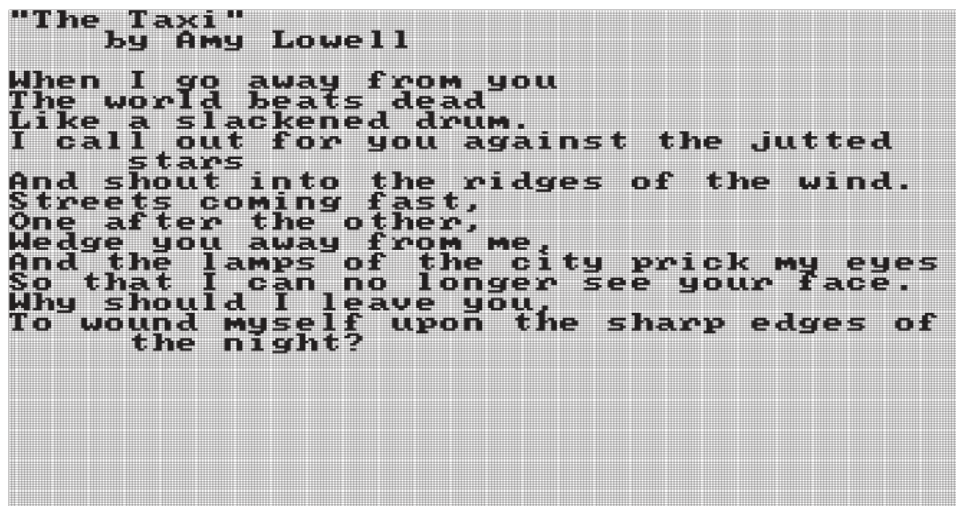 "The Taxi"
by Amy Lowell
When I go away from you
The world beats dead
Like a slackened drum.
I call out for you against the jutted
stars
And shout into the ridges of the wind.
Streets coming fast,
One after the other,
Wedge you away from me,
And the lamps of the city prick my eyes
So that I can no longer see your face.
Why should I leave you,
To wound myself upon the sharp edges of
the night?